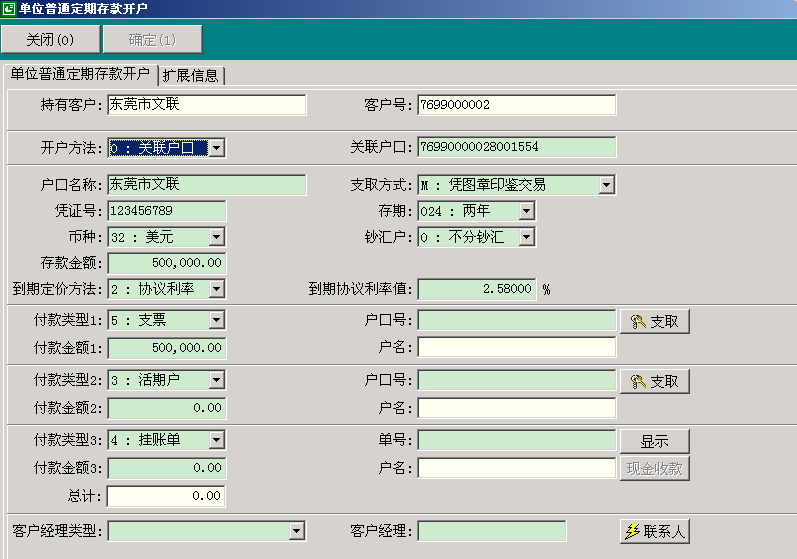 单位普通定期存款开户
关闭(0) 确定(1)
单位普通定期存款开户 扩展信息
持有客户: 东莞市文联 客户号: 7699000002
开户方法: 0 : 关联户口 关联户口: 76990000028001554
户口名称: 东莞市文联 支取方式: M : 凭图章印鉴交易
凭证号: 123456789 存期: 024 : 两年
币种: 32 : 美元 钞汇户: 0 : 不分钞汇
存款金额: 500,000.00
到期定价方法: 2 : 协议利率 到期协议利率值: 2.58000 %
付款类型1: 5 : 支票 户口号: 支取
付款金额1: 500,000.00 户名:
付款类型2: 3 : 活期户 户口号: 支取
付款金额2: 0.00 户名:
付款类型3: 4 : 挂账单 单号: 显示
付款金额3: 0.00 户名: 现金收款
总计: 0.00
客户经理类型: 客户经理: 联系人